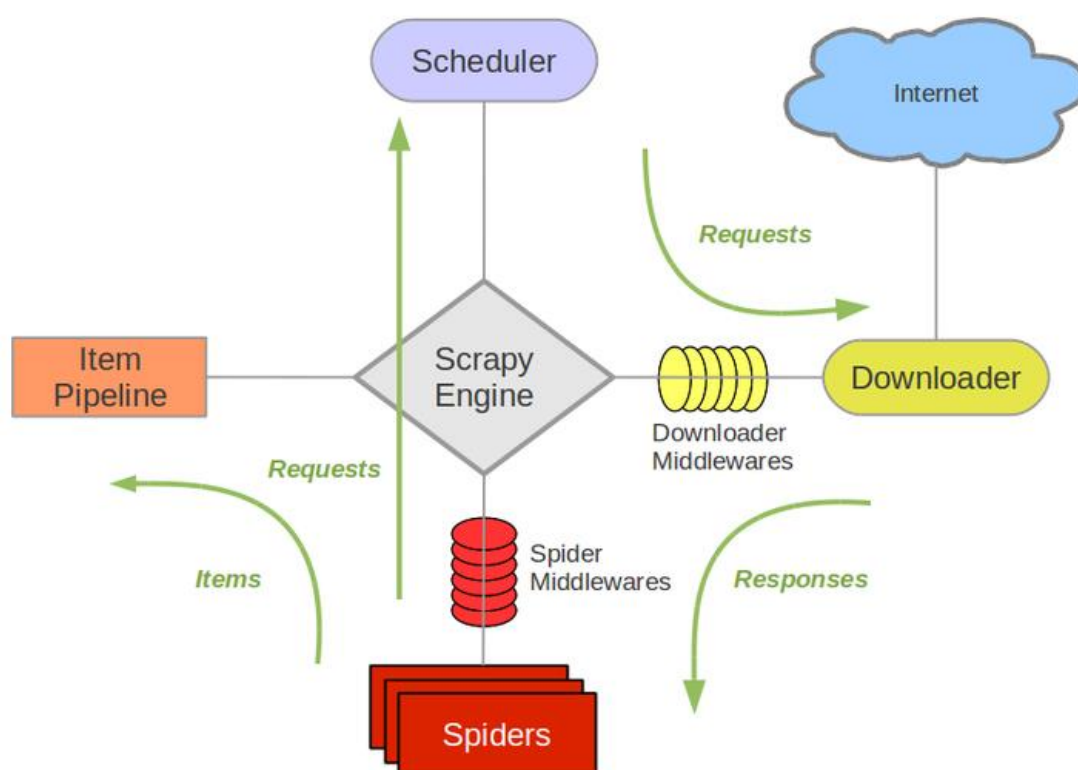 Scheduler
Internet
Requests
Item
Pipeline
Scrapy
Engine
Downloader
Downloader
Middlewares
Requests
Spider
Middlewares
Items
Responses
Spiders